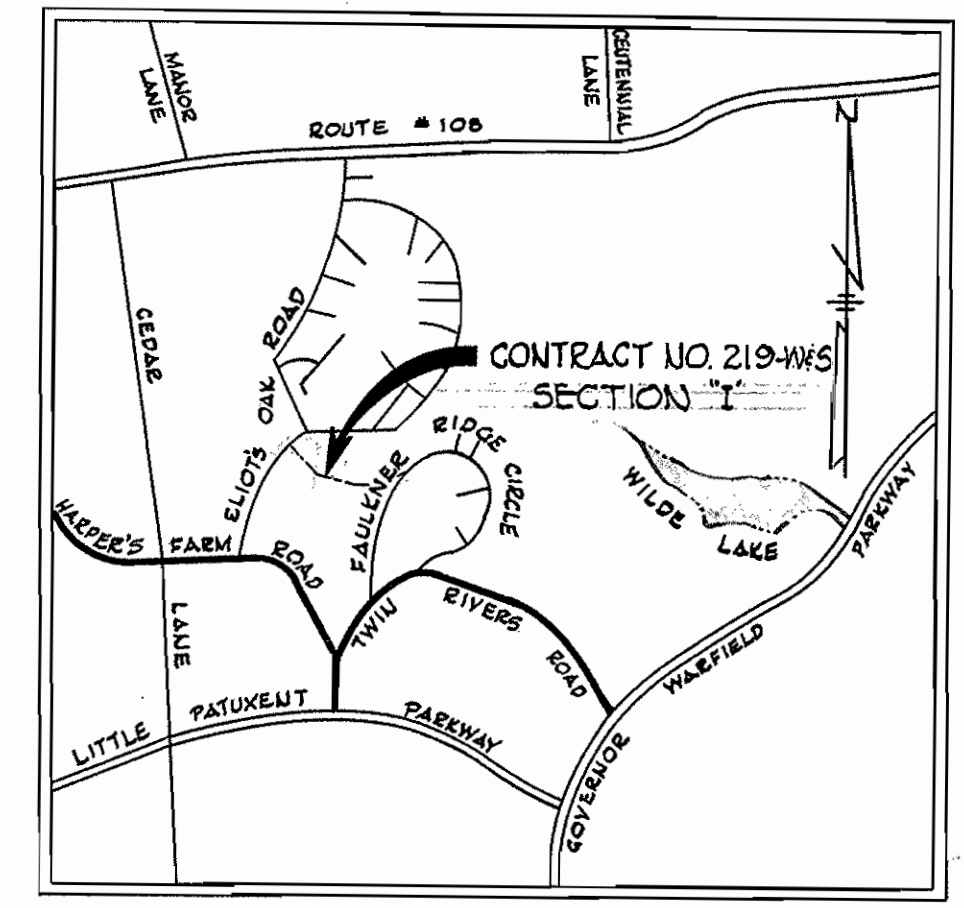 MANOR
LANE
CENTENNIAL
LANE
ROUTE # 108
N
CEDAR
LANE
ELIOT'S OAK ROAD
CONTRACT NO. 219-W&S
SECTION "I"
RIDGE CIRCLE
FAULKNER
WILDE
LAKE
HARPER'S FARM ROAD
TWIN RIVERS ROAD
LITTLE PATUXENT PARKWAY
GOVERNOR WARFIELD PARKWAY